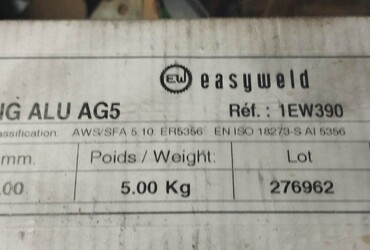 EW easyweld
G ALU AG5 Réf. : 1EW390
assification: AWS/SFA 5.10. ER5356 EN ISO 18273-S Al 5356
mm. Poids / Weight: Lot
.00 5.00 Kg 276962